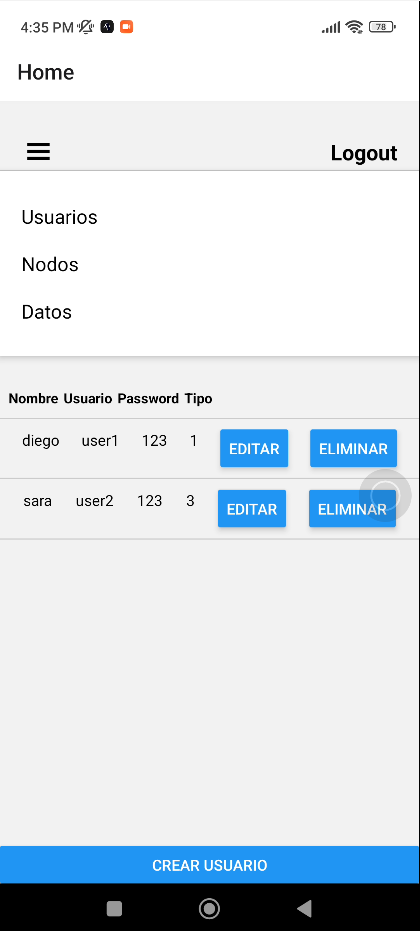 4:35 PM 78
Home
Logout
Usuarios
Nodos
Datos
Nombre Usuario Password Tipo
diego user1 123 1 EDITAR ELIMINAR
sara user2 123 3 EDITAR ELIMINAR
CREAR USUARIO